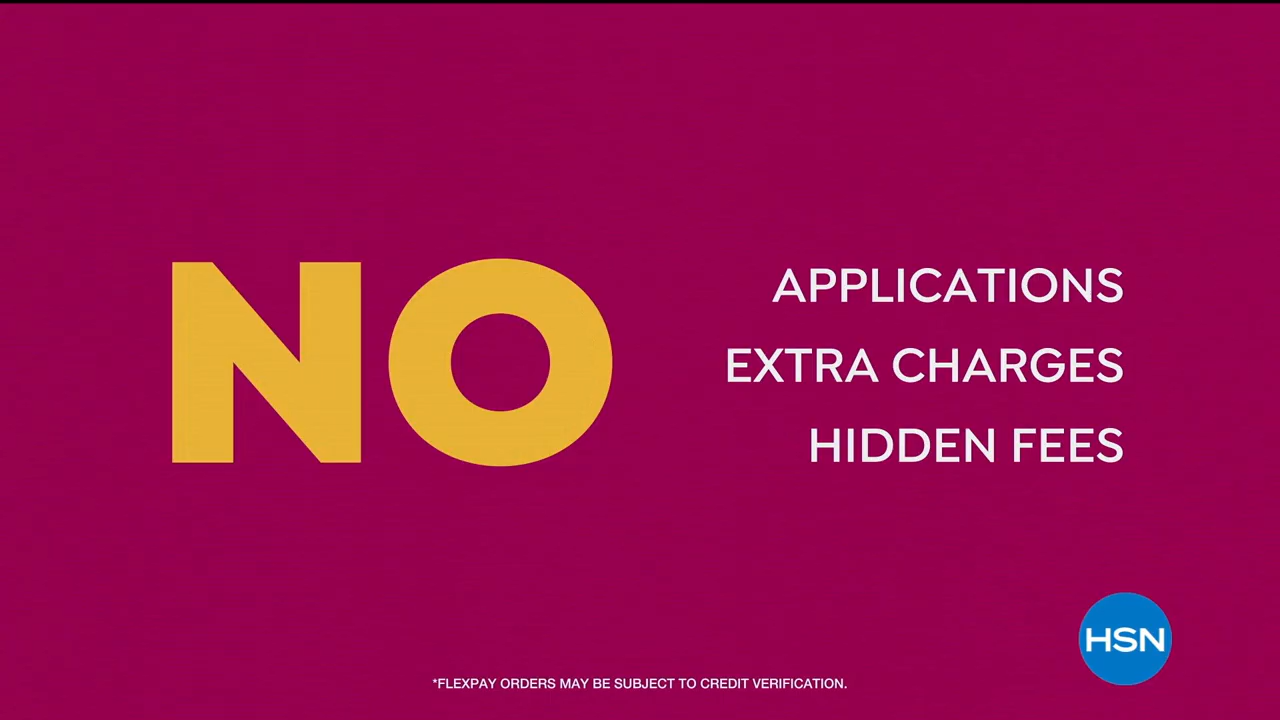 NO
APPLICATIONS
EXTRA CHARGES
HIDDEN FEES
HSN
*FLEXPAY ORDERS MAY BE SUBJECT TO CREDIT VERIFICATION.